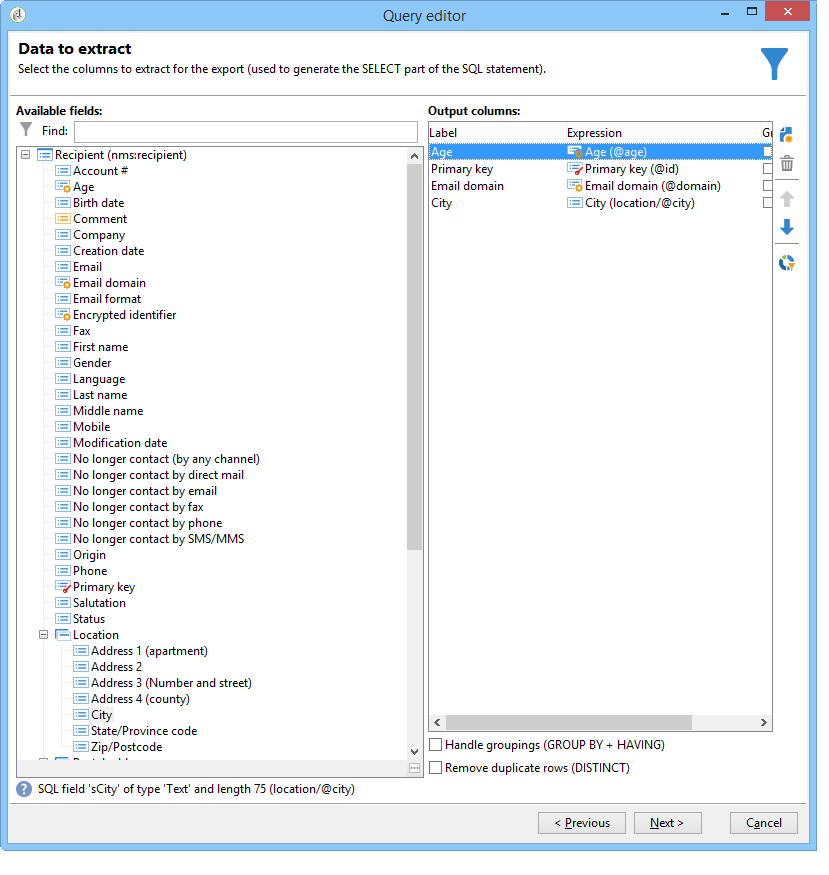 Query editor
Data to extract
Select the columns to extract for the export (used to generate the SELECT part of the SQL statement).
Available fields:
Find:
Recipient (nms:recipient)
Account #
Age
Birth date
Comment
Company
Creation date
Email
Email domain
Email format
Encrypted identifier
Fax
First name
Gender
Language
Last name
Middle name
Mobile
Modification date
No longer contact (by any channel)
No longer contact by direct mail
No longer contact by email
No longer contact by fax
No longer contact by phone
No longer contact by SMS/MMS
Origin
Phone
Primary key
Salutation
Status
Location
Address 1 (apartment)
Address 2
Address 3 (Number and street)
Address 4 (county)
City
State/Province code
Zip/Postcode
Output columns:
Label Expression Gr
Age Age (@age)
Primary key Primary key (@id)
Email domain Email domain (@domain)
City City (location/@city)
Handle groupings (GROUP BY + HAVING)
Remove duplicate rows (DISTINCT)
SQL field 'sCity' of type 'Text' and length 75 (location/@city)
< Previous Next > Cancel